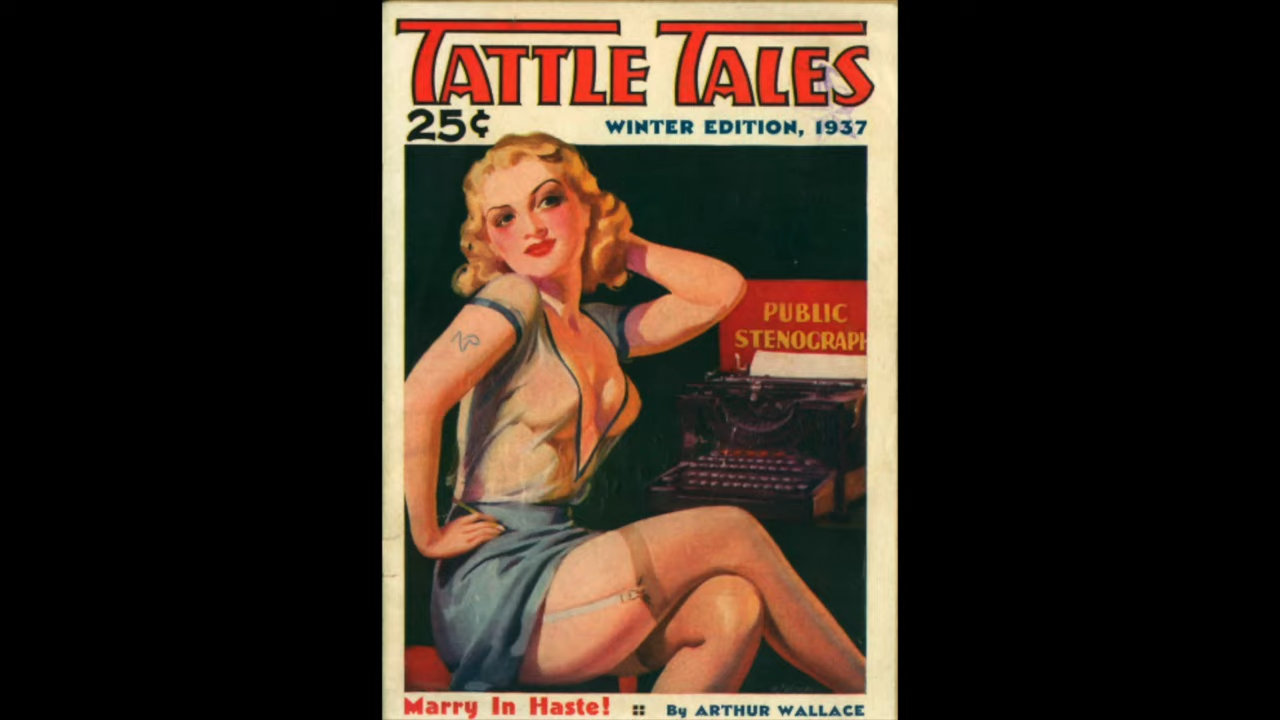 TATTLE TALES
25¢
WINTER EDITION, 1937
PUBLIC
STENOGRAPH
Marry In Haste! :: By ARTHUR WALLACE